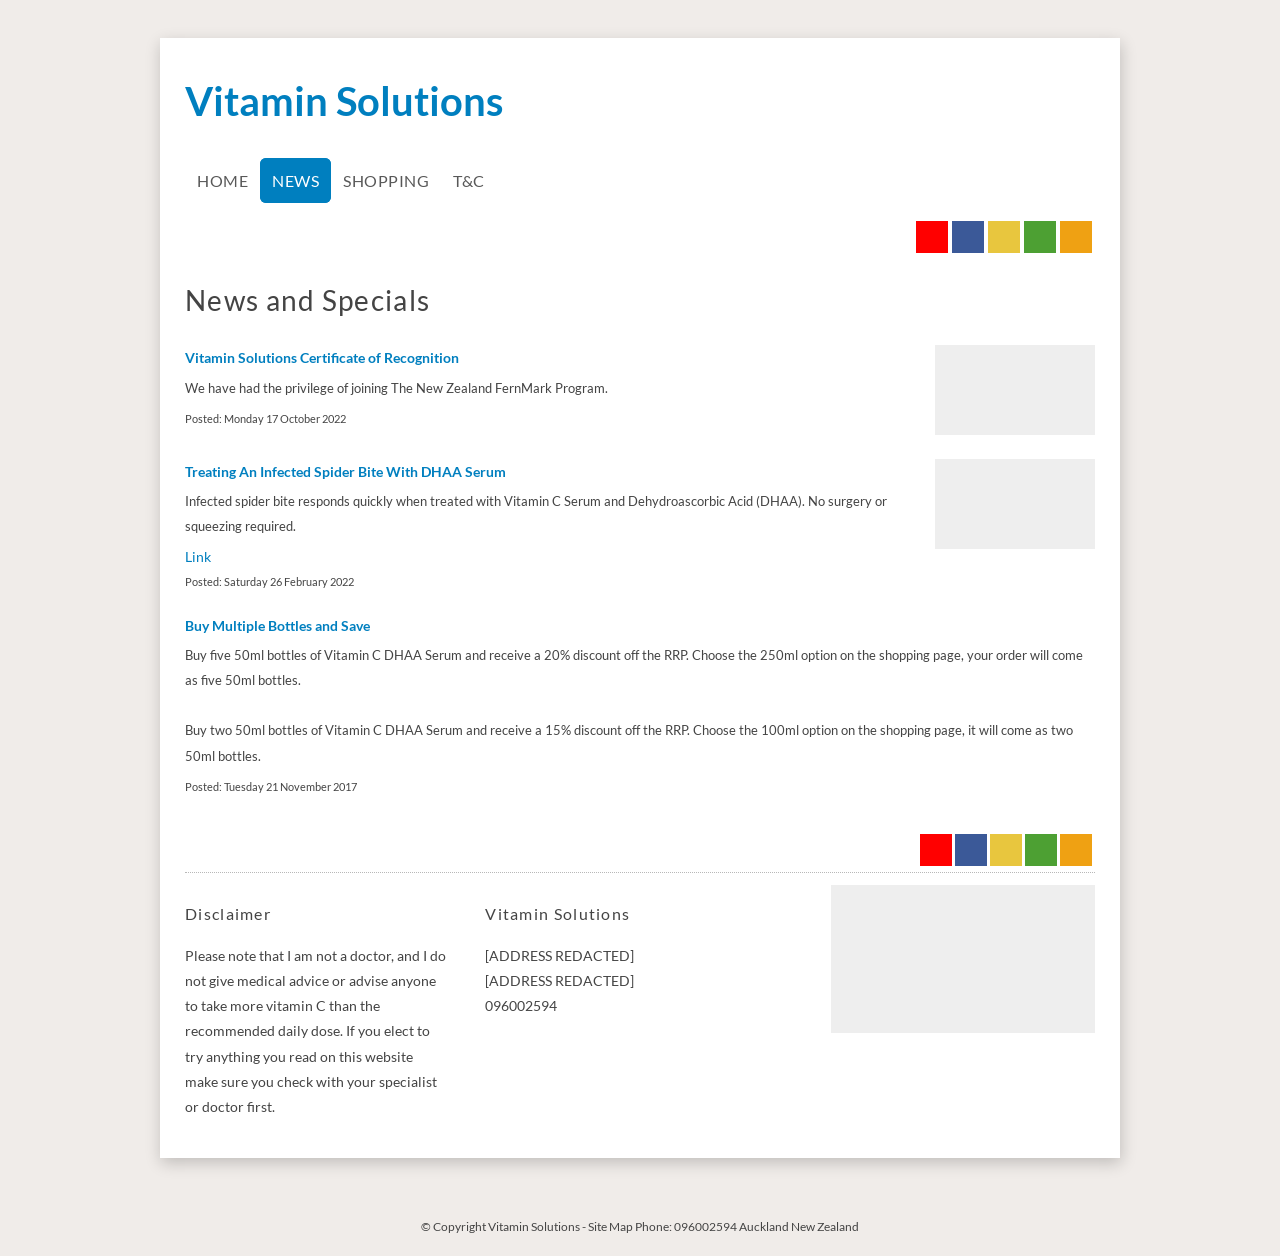 Vitamin Solutions
HOME NEWS SHOPPING T&C
News and Specials
Vitamin Solutions Certificate of Recognition
We have had the privilege of joining The New Zealand FernMark Program.
Posted: Monday 17 October 2022
Treating An Infected Spider Bite With DHAA Serum
Infected spider bite responds quickly when treated with Vitamin C Serum and Dehydroascorbic Acid (DHAA). No surgery or
squeezing required.
Link
Posted: Saturday 26 February 2022
Buy Multiple Bottles and Save
Buy five 50ml bottles of Vitamin C DHAA Serum and receive a 20% discount off the RRP. Choose the 250ml option on the shopping page, your order will come
as five 50ml bottles.
Buy two 50ml bottles of Vitamin C DHAA Serum and receive a 15% discount off the RRP. Choose the 100ml option on the shopping page, it will come as two
50ml bottles.
Posted: Tuesday 21 November 2017
Disclaimer
Please note that I am not a doctor, and I do
not give medical advice or advise anyone
to take more vitamin C than the
recommended daily dose. If you elect to
try anything you read on this website
make sure you check with your specialist
or doctor first.
Vitamin Solutions
[ADDRESS REDACTED]
[ADDRESS REDACTED]
096002594
© Copyright Vitamin Solutions - Site Map Phone: 096002594 Auckland New Zealand